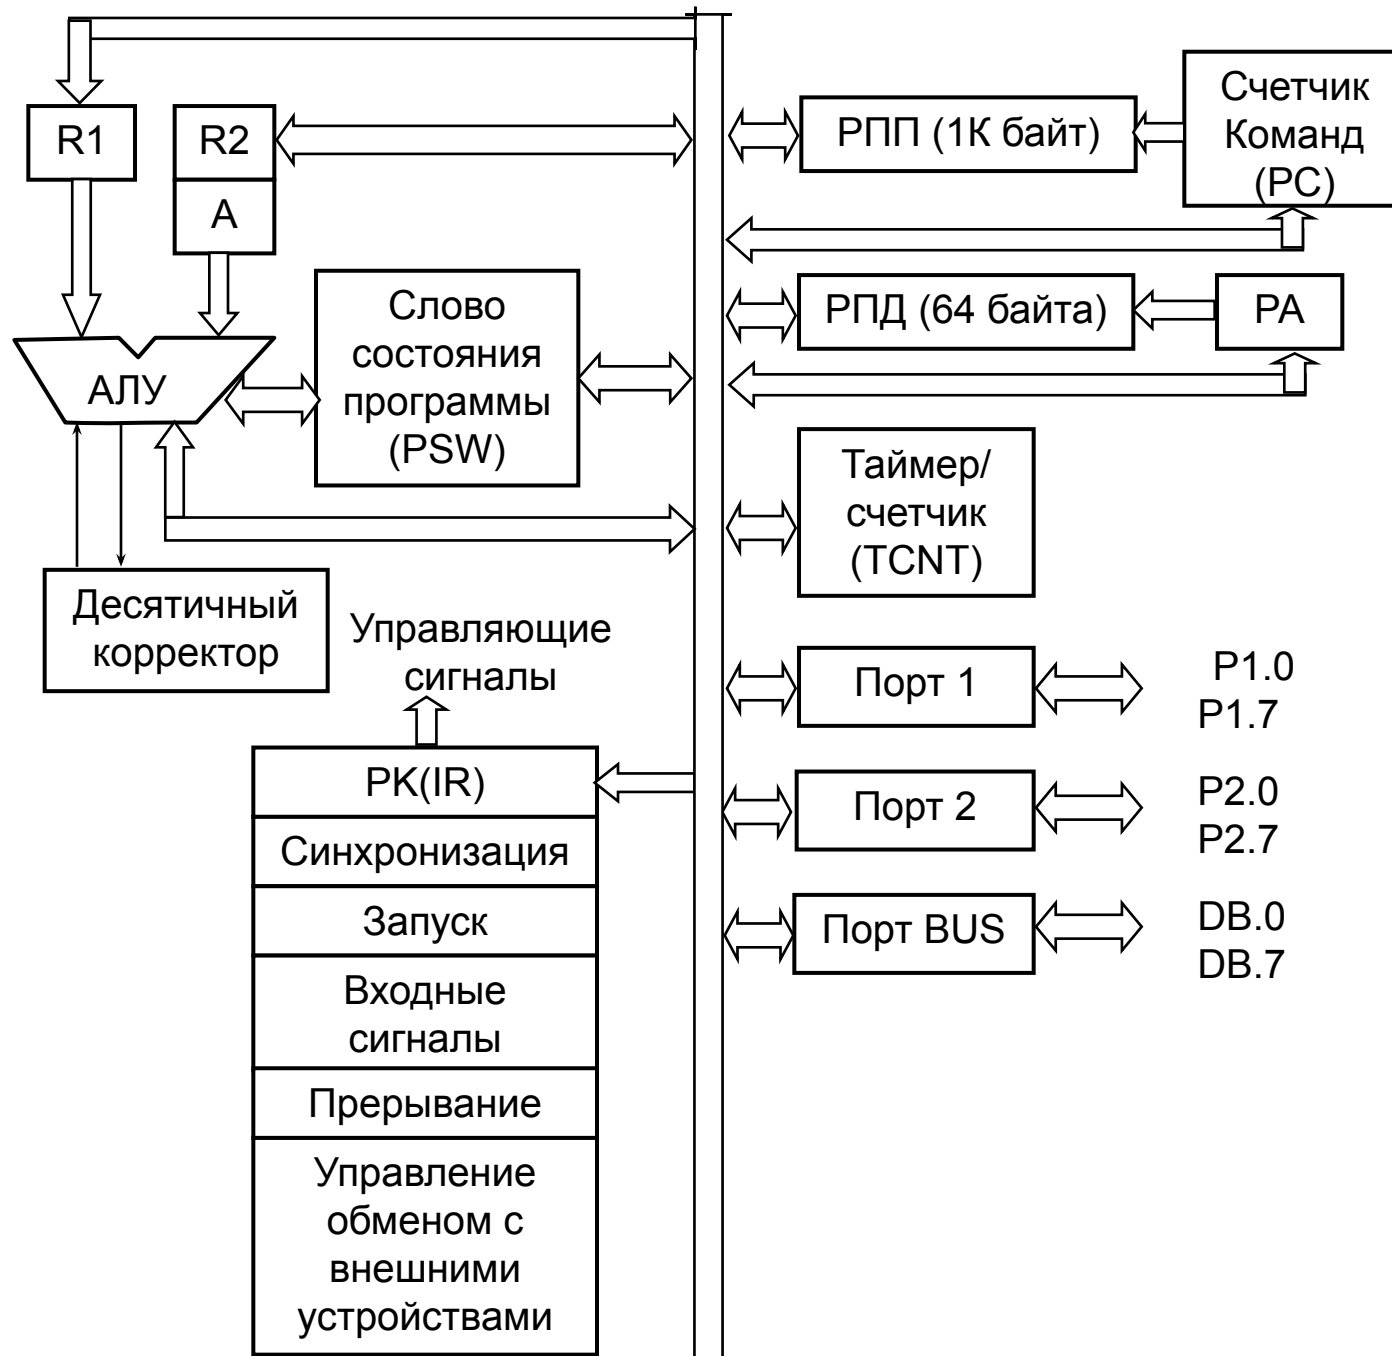 R1
R2
A
РПП (1К байт)
Счетчик
Команд
(PC)
Слово
состояния
программы
(PSW)
РПД (64 байта)
РА
АЛУ
Таймер/
счетчик
(TCNT)
Десятичный
корректор
Управляющие
сигналы
Порт 1
P1.0
P1.7
РК(IR)
Порт 2
P2.0
P2.7
Синхронизация
Запуск
Порт BUS
DB.0
DB.7
Входные
сигналы
Прерывание
Управление
обменом с
внешними
устройствами